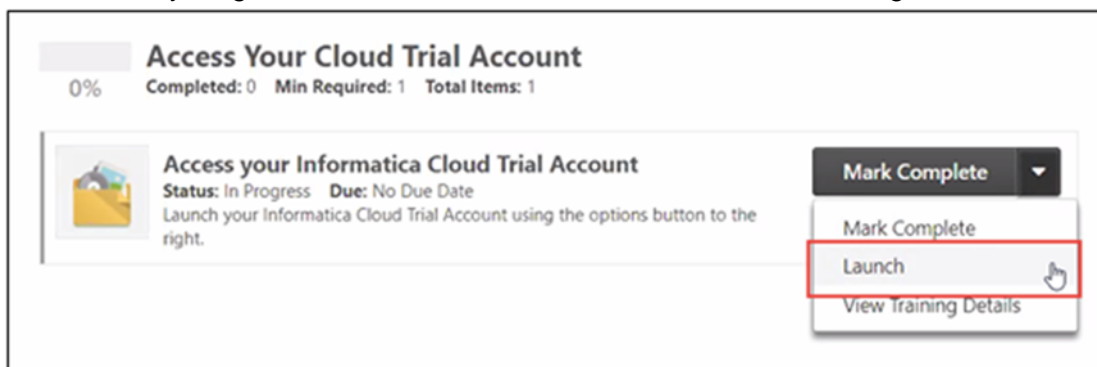 Access Your Cloud Trial Account
0%
Completed: 0 Min Required: 1 Total Items: 1
Access your Informatica Cloud Trial Account
Status: In Progress Due: No Due Date
Launch your Informatica Cloud Trial Account using the options button to the
right.
Mark Complete
Mark Complete
Launch
View Training Details